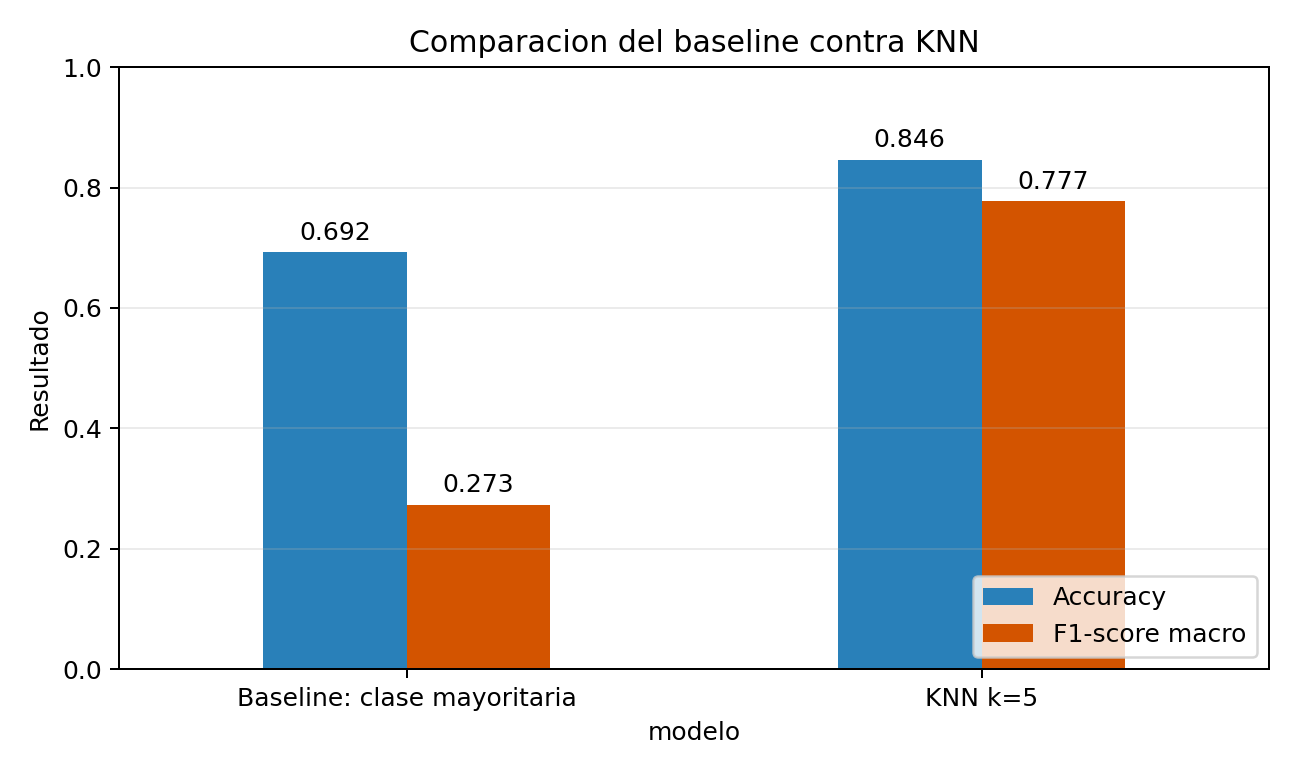 Comparacion del baseline contra KNN
1.0
0.8
0.6
0.4
0.2
0.0
Resultado
0.692
0.273
0.846
0.777
Accuracy
F1-score macro
Baseline: clase mayoritaria
KNN k=5
modelo